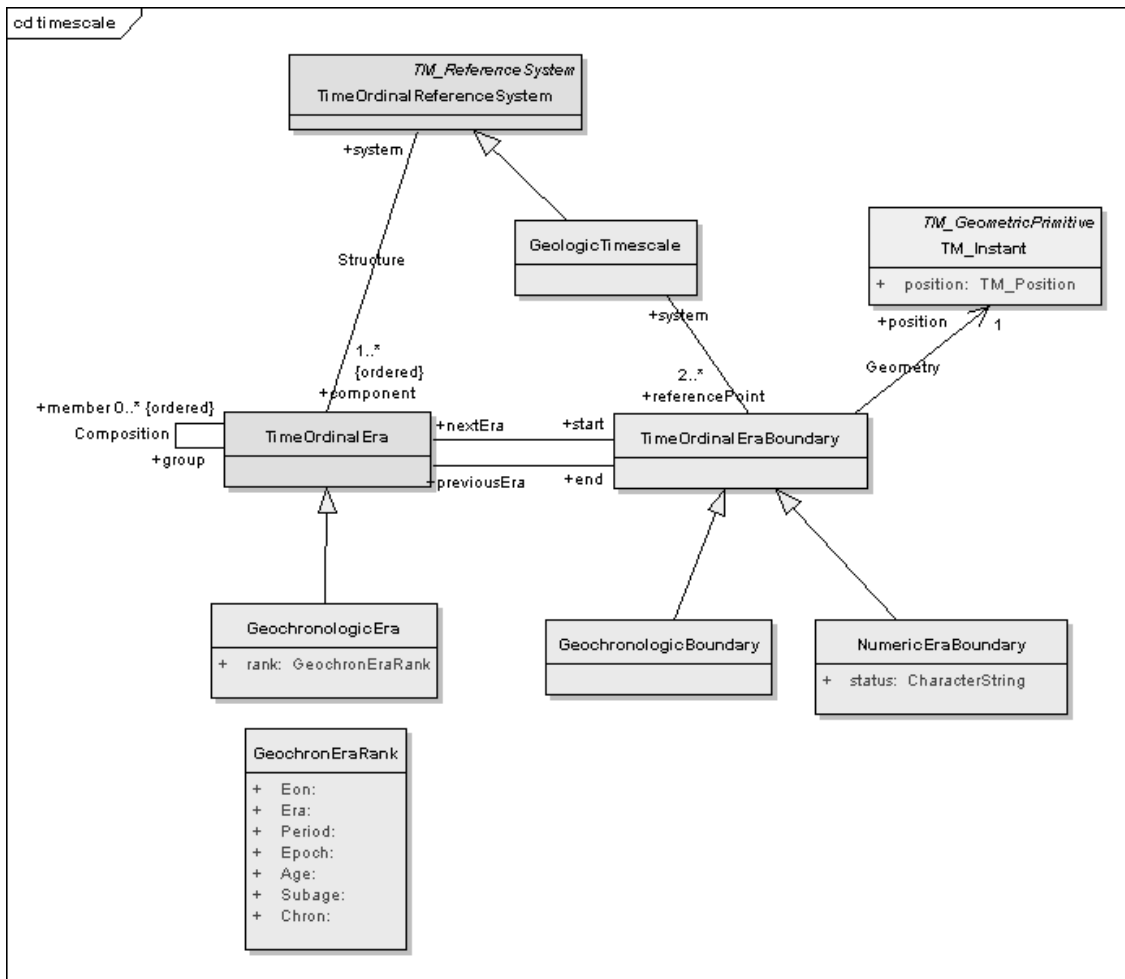 cd timescale
TM_ReferenceSystem
TimeOrdinalReferenceSystem
+system
GeologicTimescale
TM_GeometricPrimitive
TM_Instant
+ position: TM_Position
Structure
+system
+position
1
Geometry
1..*
{ordered}
+component
2..*
+referencePoint
+member 0..* {ordered}
Composition
+group
TimeOrdinalEra
+nextEra
+start
+previousEra
+end
TimeOrdinalEraBoundary
GeochronologicEra
+ rank: GeochronEraRank
GeochronologicBoundary
NumericEraBoundary
+ status: CharacterString
GeochronEraRank
+ Eon:
+ Era:
+ Period:
+ Epoch:
+ Age:
+ Subage:
+ Chron: